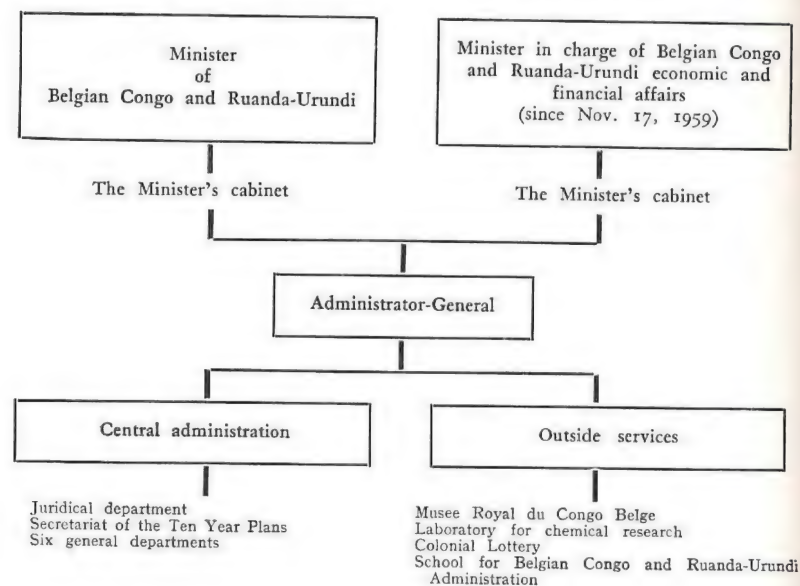 Minister
of
Belgian Congo and Ruanda-Urundi
Minister in charge of Belgian Congo
and Ruanda-Urundi economic and
financial affairs
(since Nov. 17, 1959)
The Minister's cabinet
The Minister's cabinet
Administrator-General
Central administration
Outside services
Juridical department
Secretariat of the Ten Year Plans
Six general departments
Musee Royal du Congo Belge
Laboratory for chemical research
Colonial Lottery
School for Belgian Congo and Ruanda-Urundi
Administration